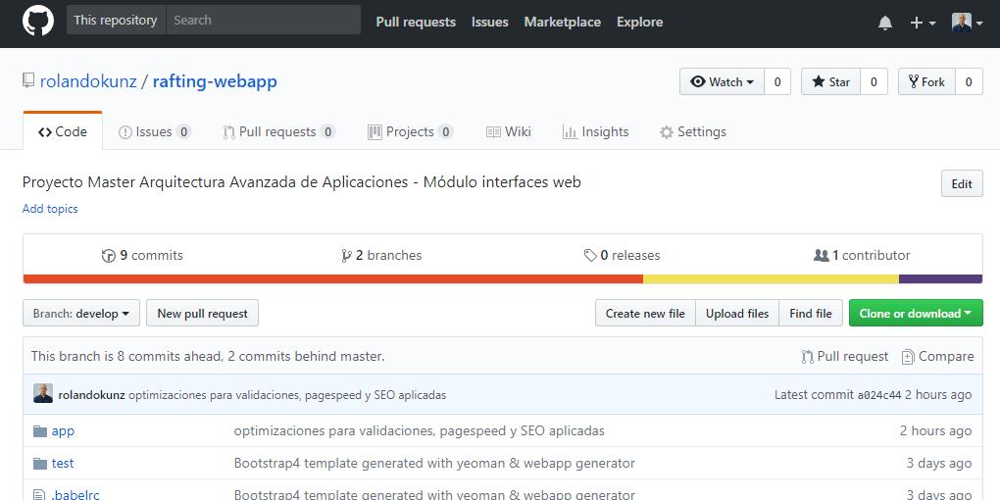 This repository Search Pull requests Issues Marketplace Explore
rolandokunz / rafting-webapp Watch 0 Star 0 Fork 0
Code Issues 0 Pull requests 0 Projects 0 Wiki Insights Settings
Proyecto Master Arquitectura Avanzada de Aplicaciones - Módulo interfaces web Edit
Add topics
9 commits 2 branches 0 releases 1 contributor
Branch: develop New pull request Create new file Upload files Find file Clone or download
This branch is 8 commits ahead, 2 commits behind master. Pull request Compare
rolandokunz optimizaciones para validaciones, pagespeed y SEO aplicadas Latest commit a024c44 2 hours ago
app optimizaciones para validaciones, pagespeed y SEO aplicadas 2 hours ago
test Bootstrap4 template generated with yeoman & webapp generator 3 days ago
.babelrc Bootstrap4 template generated with yeoman & webapp generator 3 days ago